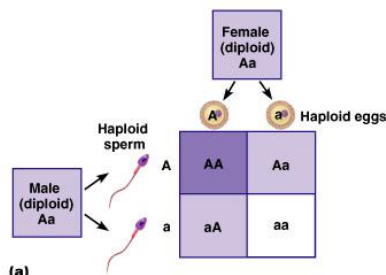 Female
(diploid)
Aa
A
a
Haploid eggs
Haploid
sperm
A
AA
Aa
Male
(diploid)
Aa
a
aA
aa
(a)